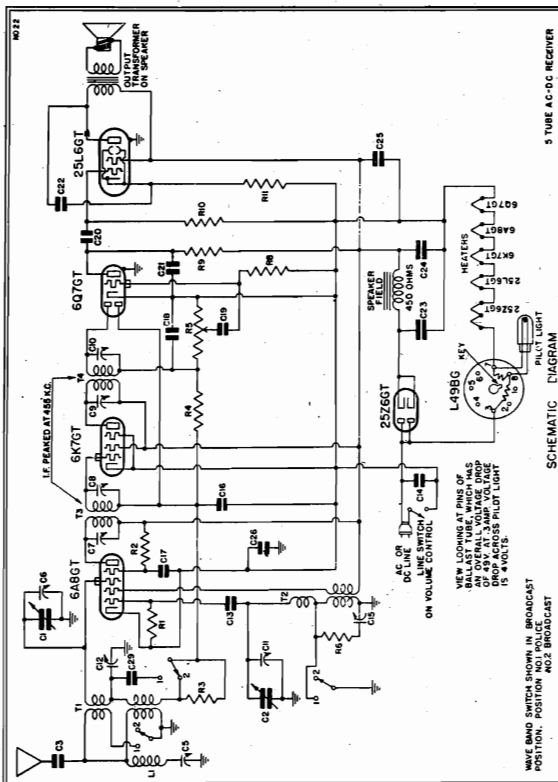 NO 22
OUTPUT
TRANSFORMER
ON SPEAKER
25L6GT
C22
C25
R11
C20
R10
6Q7GT
C21
R9
R8
C18
R5
C19
C10
T4
C9
I.F. PEAKED AT 455 K.C.
6K7GT
R4
C8
T3
C7
C16
R2
6A8GT
C17
C26
R1
C6
C1
C13
T2
C15
C12
C29
1
2
C11
R6
T1
R3
C2
1
2
C3
1
2
L1
C5
SPEAKER
FIELD
450 OHMS
C23
C24
25Z6GT
AC OR
DC LINE
C14
LINE SWITCH
ON VOLUME CONTROL
HEATERS
25Z6GT
25L6GT
6K7GT
6A8GT
6Q7GT
KEY
L49BG
PILOT LIGHT
VIEW LOOKING AT PINS OF
BALLAST TUBE, WHICH HAS
AN OVERALL VOLTAGE DROP
OF 49V. AT .3 AMP. VOLTAGE
DROP ACROSS PILOT LIGHT
IS 4 VOLTS.
WAVE BAND SWITCH SHOWN IN BROADCAST
POSITION. POSITION NO.1 POLICE
NO.2 BROADCAST
SCHEMATIC DIAGRAM
5 TUBE AC-DC RECEIVER